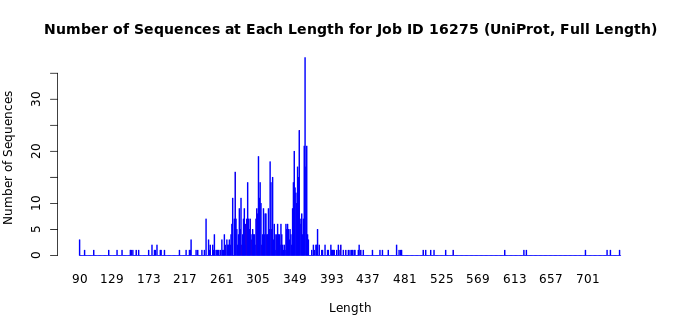 Number of Sequences at Each Length for Job ID 16275 (UniProt, Full Length)
Number of Sequences
30
20
10
5
0
90 129 173 217 261 305 349 393 437 481 525 569 613 657 701
Length